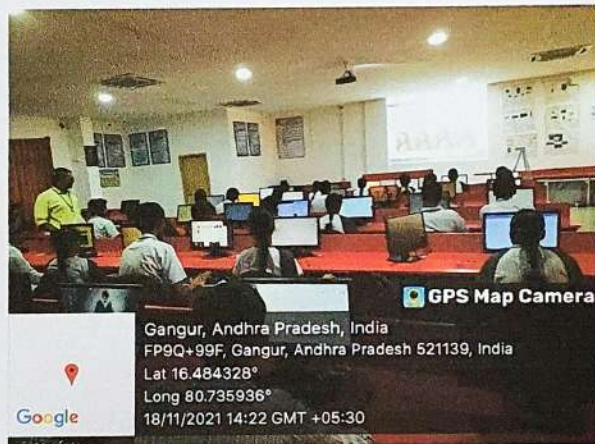 GPS Map Camera
Gangur, Andhra Pradesh, India
FP9Q+99F, Gangur, Andhra Pradesh 521139, India
Lat 16.484328°
Long 80.735936°
18/11/2021 14:22 GMT +05:30
Google